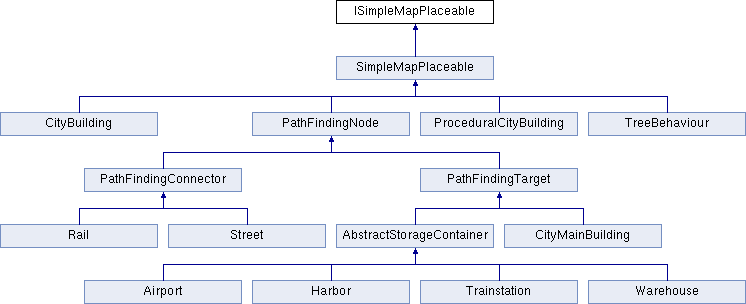 ISimpleMapPlaceable
SimpleMapPlaceable
CityBuilding PathFindingNode ProceduralCityBuilding TreeBehaviour
PathFindingConnector PathFindingTarget
Rail Street AbstractStorageContainer CityMainBuilding
Airport Harbor Trainstation Warehouse